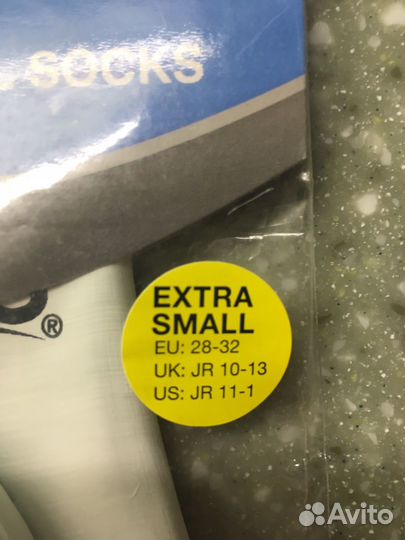 SOCKS
®
EXTRA
SMALL
EU: 28-32
UK: JR 10-13
US: JR 11-1
Avito